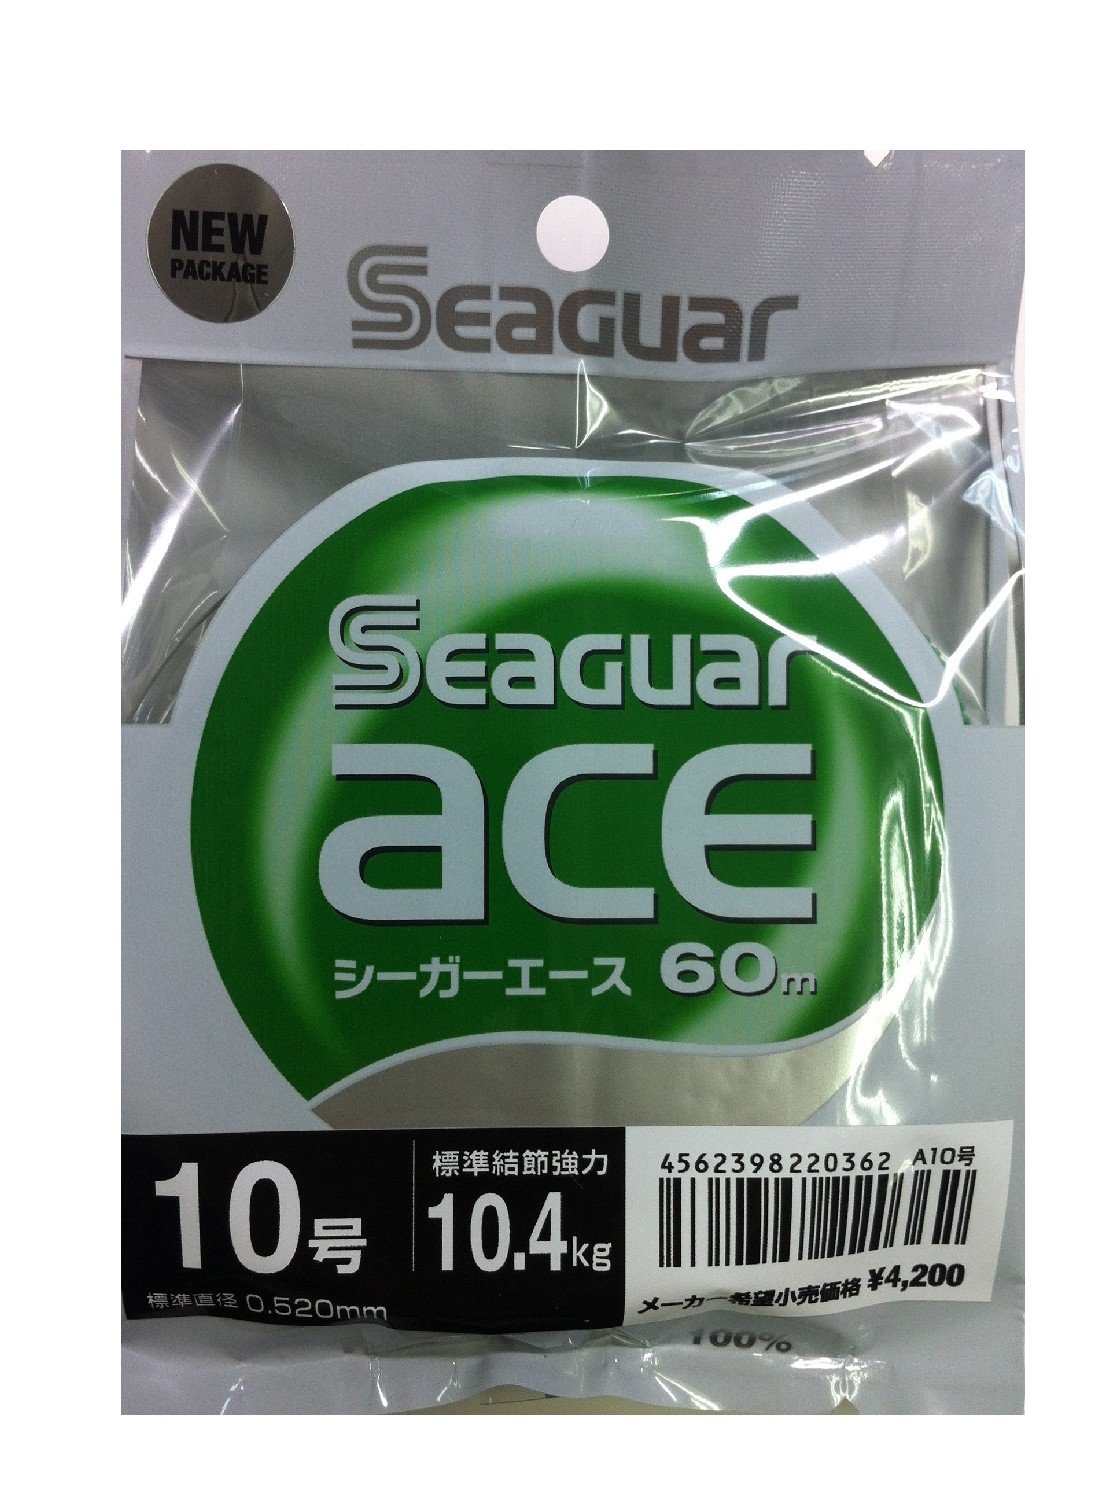 NEW
PACKAGE
Seaguar
Seaguar
ace
シーガーエース 60m
10号
標準直径 0.520mm
標準結節強力
10.4kg
4562398220362 A10号
メーカー希望小売価格 ¥4,200
100%